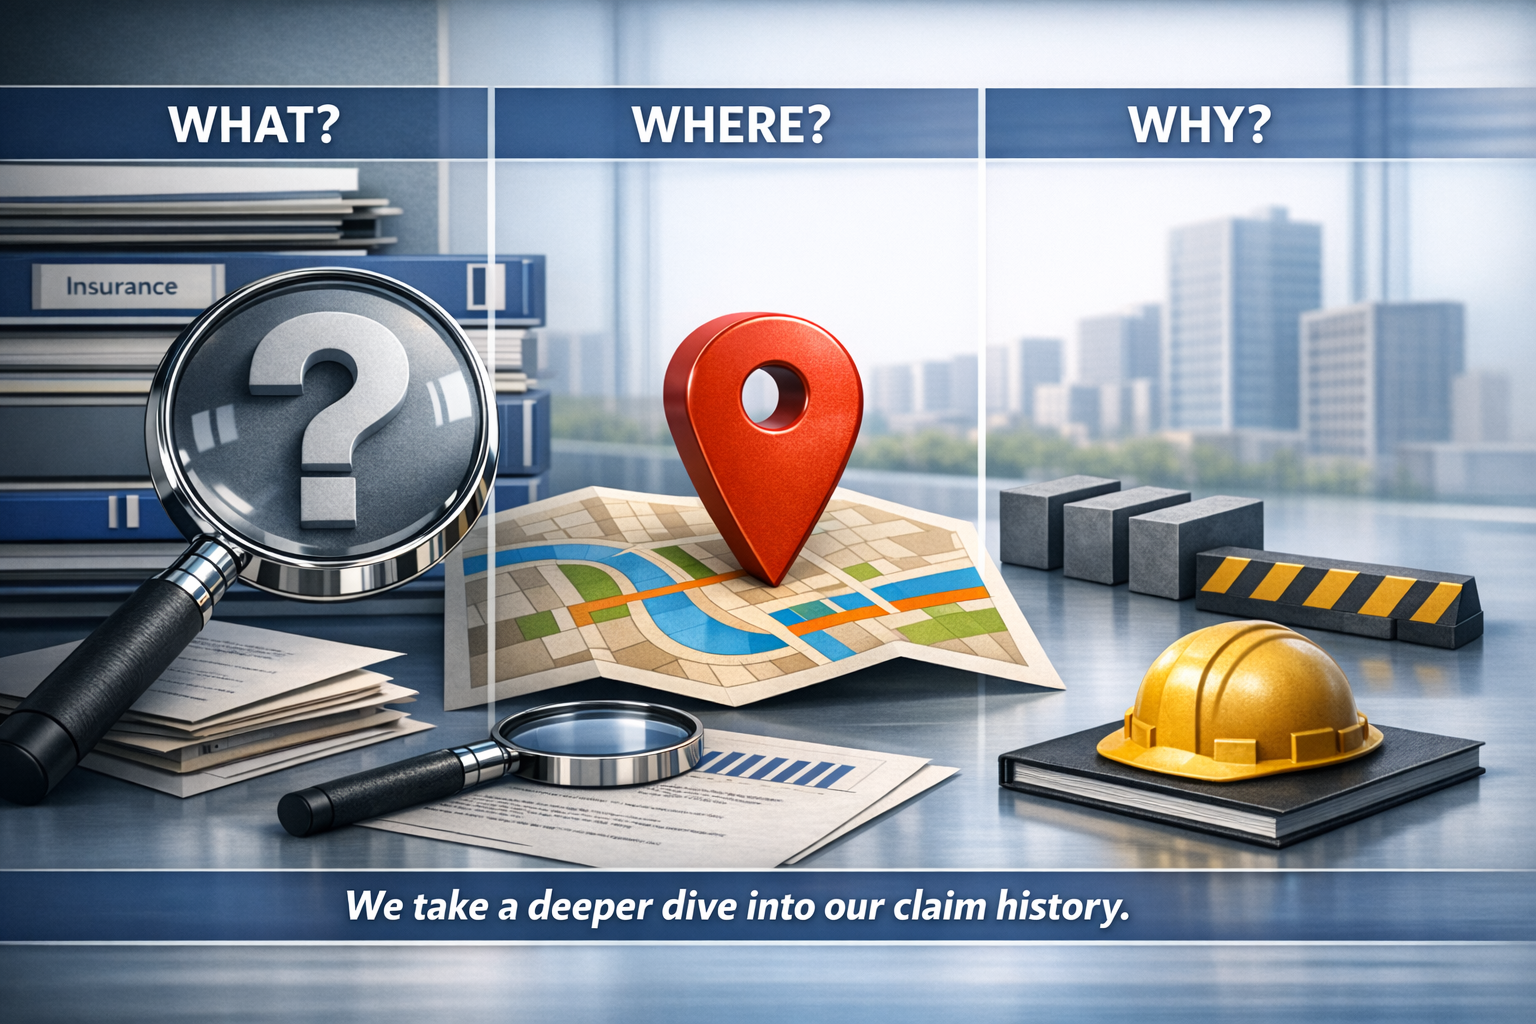 WHAT?
WHERE?
WHY?
Insurance
We take a deeper dive into our claim history.